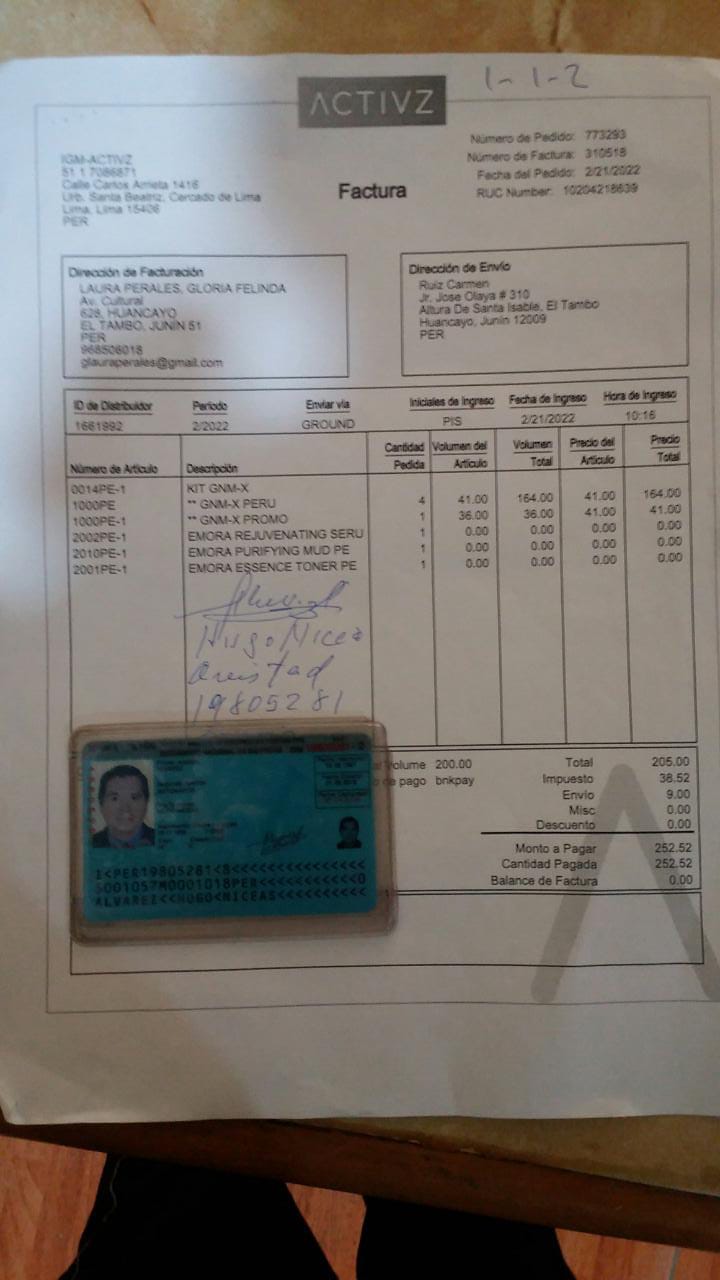 1-1-2
ACTIVZ
IGM-ACTIVZ
51 1 7086871
Calle Carlos Arrieta 1416
Urb. Santa Beatriz, Cercado de Lima
Lima, Lima 15406
PER
Factura
Número de Pedido: 773293
Número de Factura: 310518
Fecha del Pedido: 2/21/2022
RUC Number: 10204218639
Dirección de Facturación
LAURA PERALES, GLORIA FELINDA
Av. Cultural
628, HUANCAYO
EL TAMBO, JUNÍN 51
PER
968506018
glauraperales@gmail.com
Dirección de Envío
Ruiz Carmen
Jr. Jose Olaya # 310
Altura De Santa Isable, El Tambo
Huancayo, Junín 12009
PER
ID de Distribuidor Período Enviar vía Iniciales de Ingreso Fecha de Ingreso Hora de Ingreso
1661992 2/2022 GROUND PIS 2/21/2022 10:16
Número de Artículo Descripción Cantidad Pedida Volumen del Artículo Volumen Total Precio del Artículo Precio Total
0014PE-1 KIT GNM-X
1000PE ** GNM-X PERU 4 41.00 164.00 41.00 164.00
1000PE-1 ** GNM-X PROMO 1 36.00 36.00 41.00 41.00
2002PE-1 EMORA REJUVENATING SERU 1 0.00 0.00 0.00 0.00
2010PE-1 EMORA PURIFYING MUD PE 1 0.00 0.00 0.00 0.00
2001PE-1 EMORA ESSENCE TONER PE 1 0.00 0.00 0.00 0.00
Hugo Nicea
19805281
Volume 200.00
de pago bnkpay
Total 205.00
Impuesto 38.52
Envío 9.00
Misc 0.00
Descuento 0.00
Monto a Pagar 252.52
Cantidad Pagada 252.52
Balance de Factura 0.00
I<PER19805281<8<<<<<<<<<<<<<<<
5001057M0001018PER<<<<<<<<<<<0
ALVAREZ<<HUGO<NICEAS<<<<<<<<<<